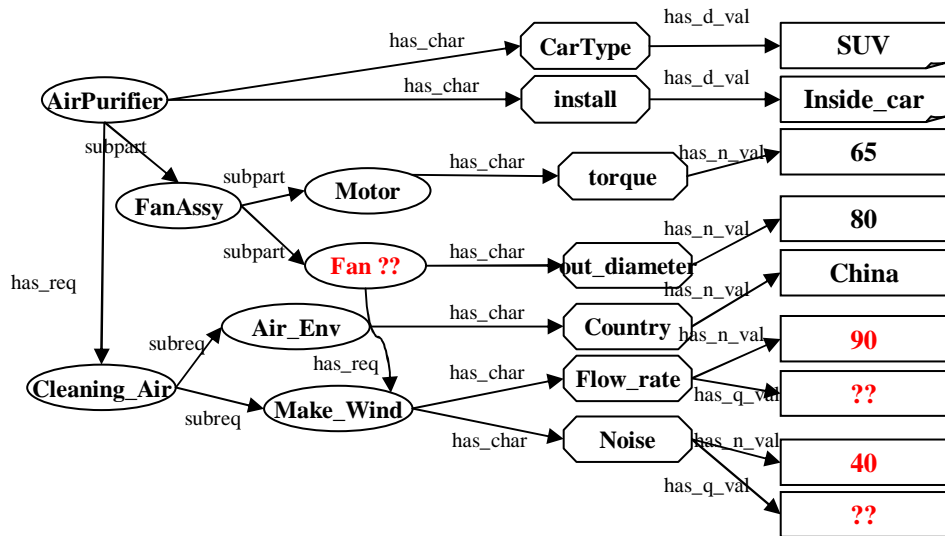 has_d_val
has_char
CarType
SUV
has_d_val
AirPurifier
has_char
install
Inside_car
subpart
has_n_val
65
has_char
subpart
Motor
torque
FanAssy
80
has_n_val
subpart
Fan ??
has_char
out_diameter
China
has_req
has_n_val
Air_Env
has_char
Country
subreq
has_n_val
90
has_req
Cleaning_Air
has_char
Flow_rate
has_q_val
??
subreq
Make_Wind
has_char
Noise
has_n_val
40
has_q_val
??